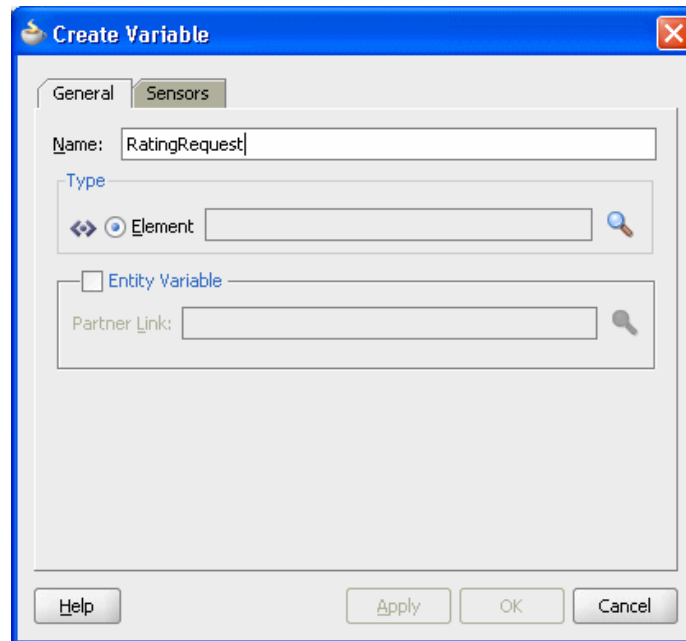 Create Variable
General Sensors
Name: RatingRequest
Type
Element
Entity Variable
Partner Link:
Help Apply OK Cancel